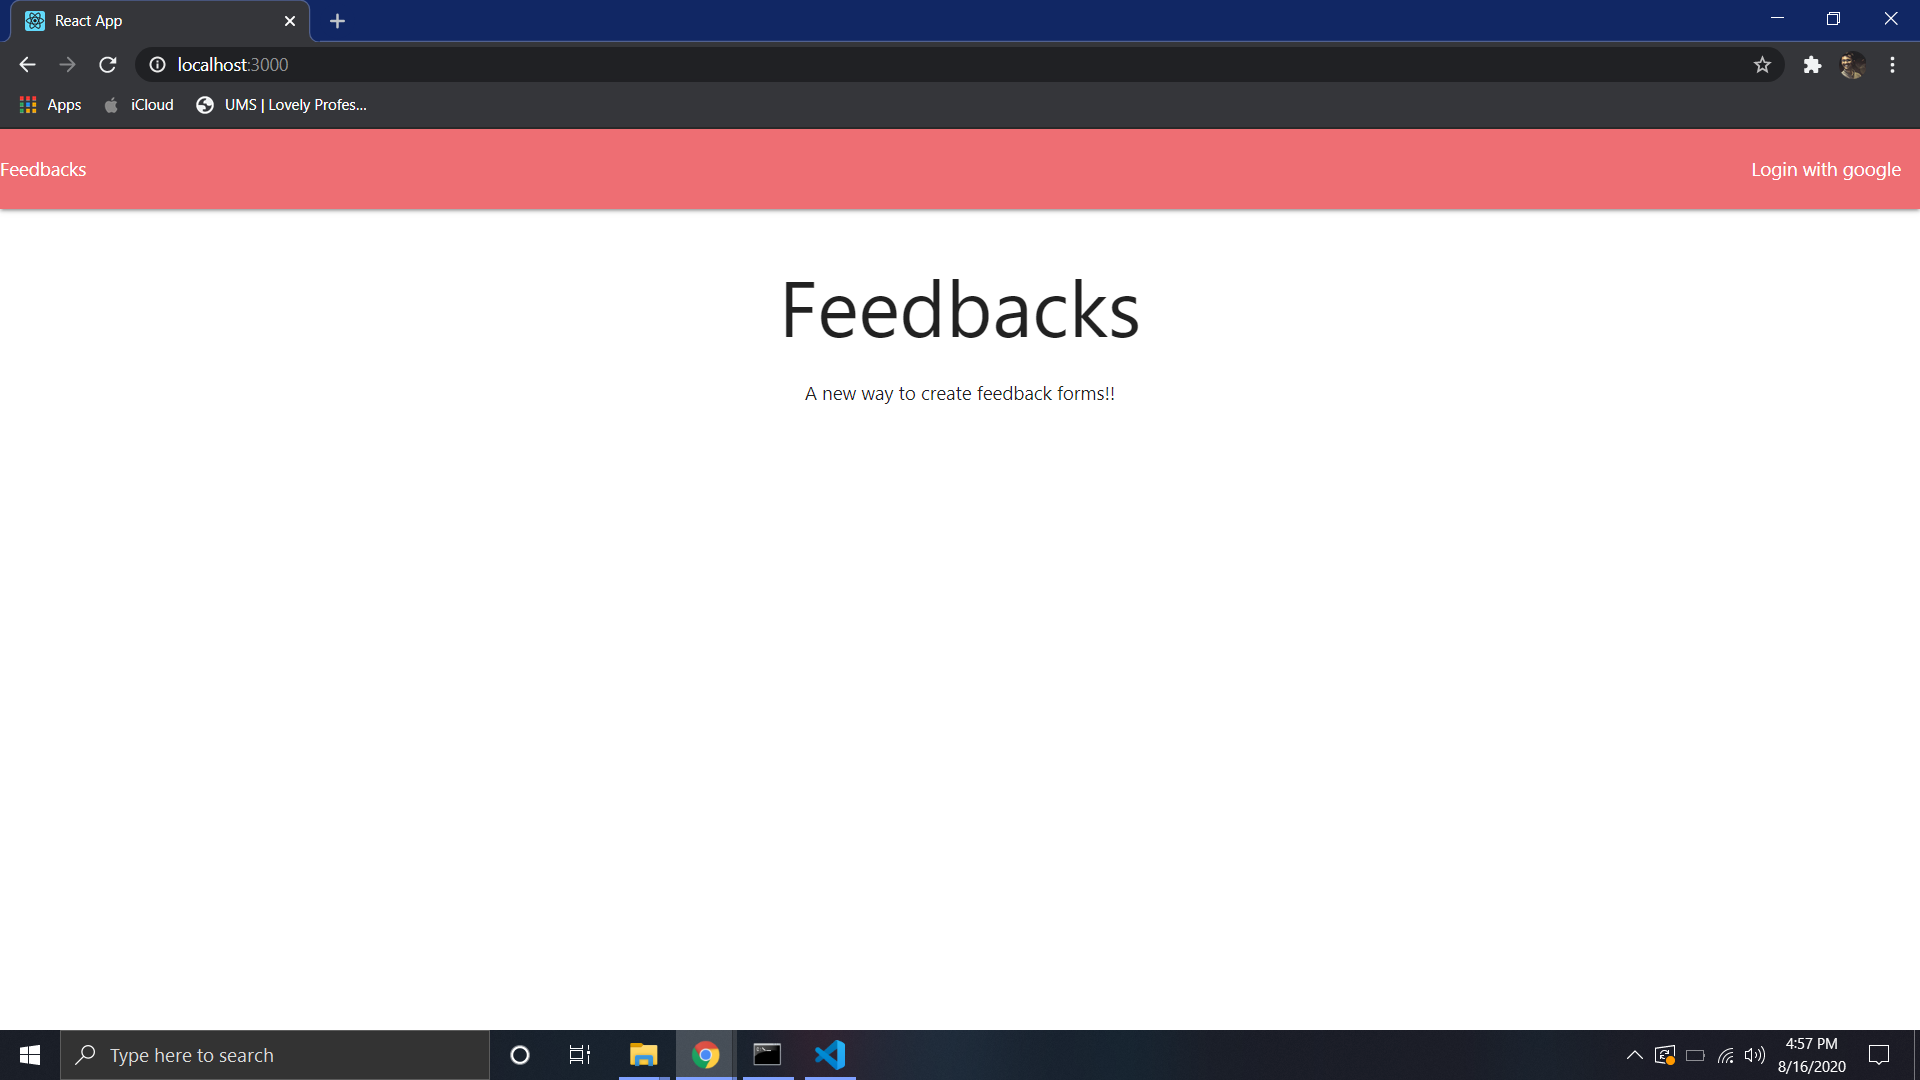 React App
localhost:3000
Apps iCloud UMS | Lovely Profes...
Feedbacks Login with google
Feedbacks
A new way to create feedback forms!!
Type here to search
4:57 PM
8/16/2020